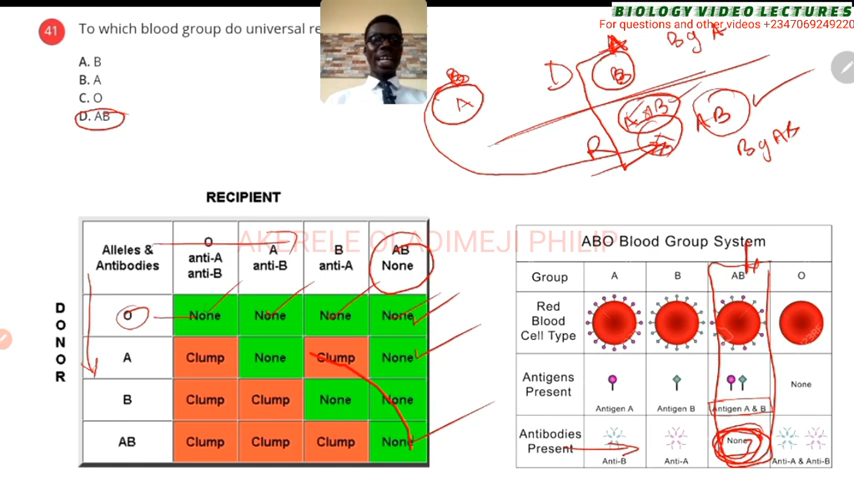 BIOLOGY VIDEO LECTURES
For questions and other videos +2347069249220
41 To which blood group do universal re
A. B
B. A
C. O
D. AB
B
A
D
A
B
B g A
A AB
R
AB
B g AB
RECIPIENT
AKERELE OLADIMEJI PHILIP
DONOR
Alleles & Antibodies
O anti-A anti-B
A anti-B
B anti-A
AB None
O None None None None
A Clump None Clump None
B Clump Clump None None
AB Clump Clump Clump None
ABO Blood Group System
Group A B AB O
Red Blood Cell Type
Antigens Present
Antigen A
Antigen B
Antigen A & B
None
Antibodies Present
Anti-B
Anti-A
None
Anti-A & Anti-B